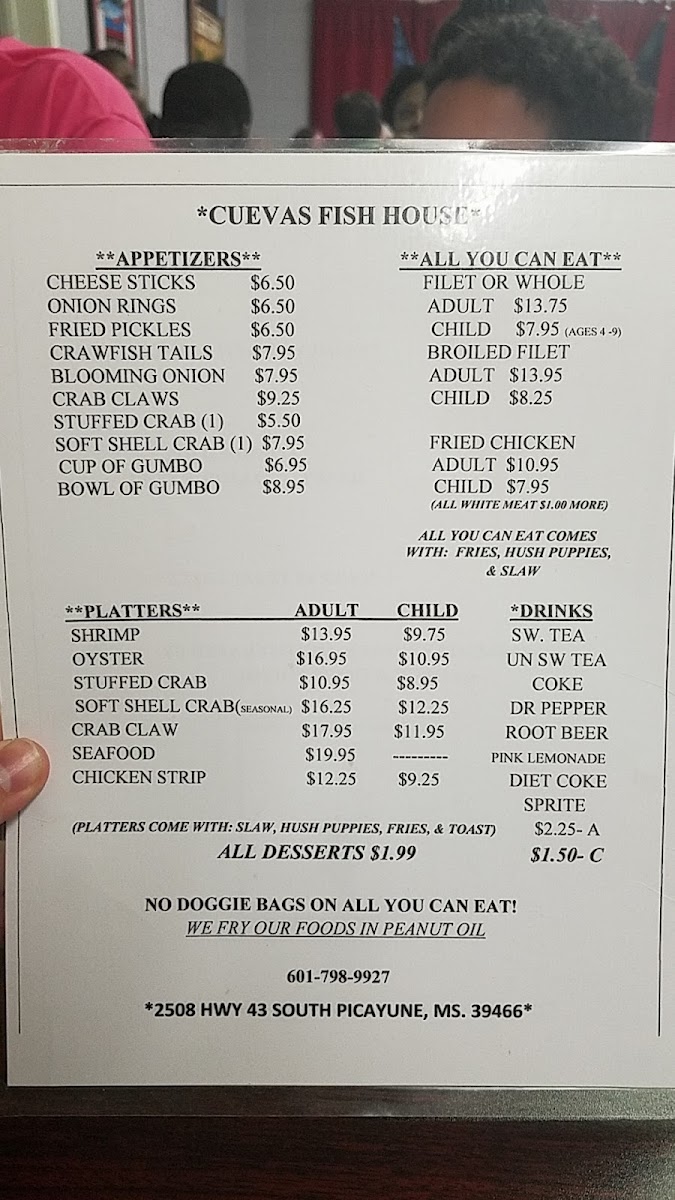 *CUEVAS FISH HOUSE*
**APPETIZERS**
CHEESE STICKS $6.50
ONION RINGS $6.50
FRIED PICKLES $6.50
CRAWFISH TAILS $7.95
BLOOMING ONION $7.95
CRAB CLAWS $9.25
STUFFED CRAB (1) $5.50
SOFT SHELL CRAB (1) $7.95
CUP OF GUMBO $6.95
BOWL OF GUMBO $8.95
**ALL YOU CAN EAT**
FILET OR WHOLE
ADULT $13.75
CHILD $7.95 (AGES 4 -9)
BROILED FILET
ADULT $13.95
CHILD $8.25
FRIED CHICKEN
ADULT $10.95
CHILD $7.95
(ALL WHITE MEAT $1.00 MORE)
ALL YOU CAN EAT COMES
WITH: FRIES, HUSH PUPPIES,
& SLAW
**PLATTERS** ADULT CHILD
SHRIMP $13.95 $9.75
OYSTER $16.95 $10.95
STUFFED CRAB $10.95 $8.95
SOFT SHELL CRAB(SEASONAL) $16.25 $12.25
CRAB CLAW $17.95 $11.95
SEAFOOD $19.95 ---------
CHICKEN STRIP $12.25 $9.25
(PLATTERS COME WITH: SLAW, HUSH PUPPIES, FRIES, & TOAST)
ALL DESSERTS $1.99
*DRINKS
SW. TEA
UN SW TEA
COKE
DR PEPPER
ROOT BEER
PINK LEMONADE
DIET COKE
SPRITE
$2.25- A
$1.50- C
NO DOGGIE BAGS ON ALL YOU CAN EAT!
WE FRY OUR FOODS IN PEANUT OIL
601-798-9927
*2508 HWY 43 SOUTH PICAYUNE, MS. 39466*